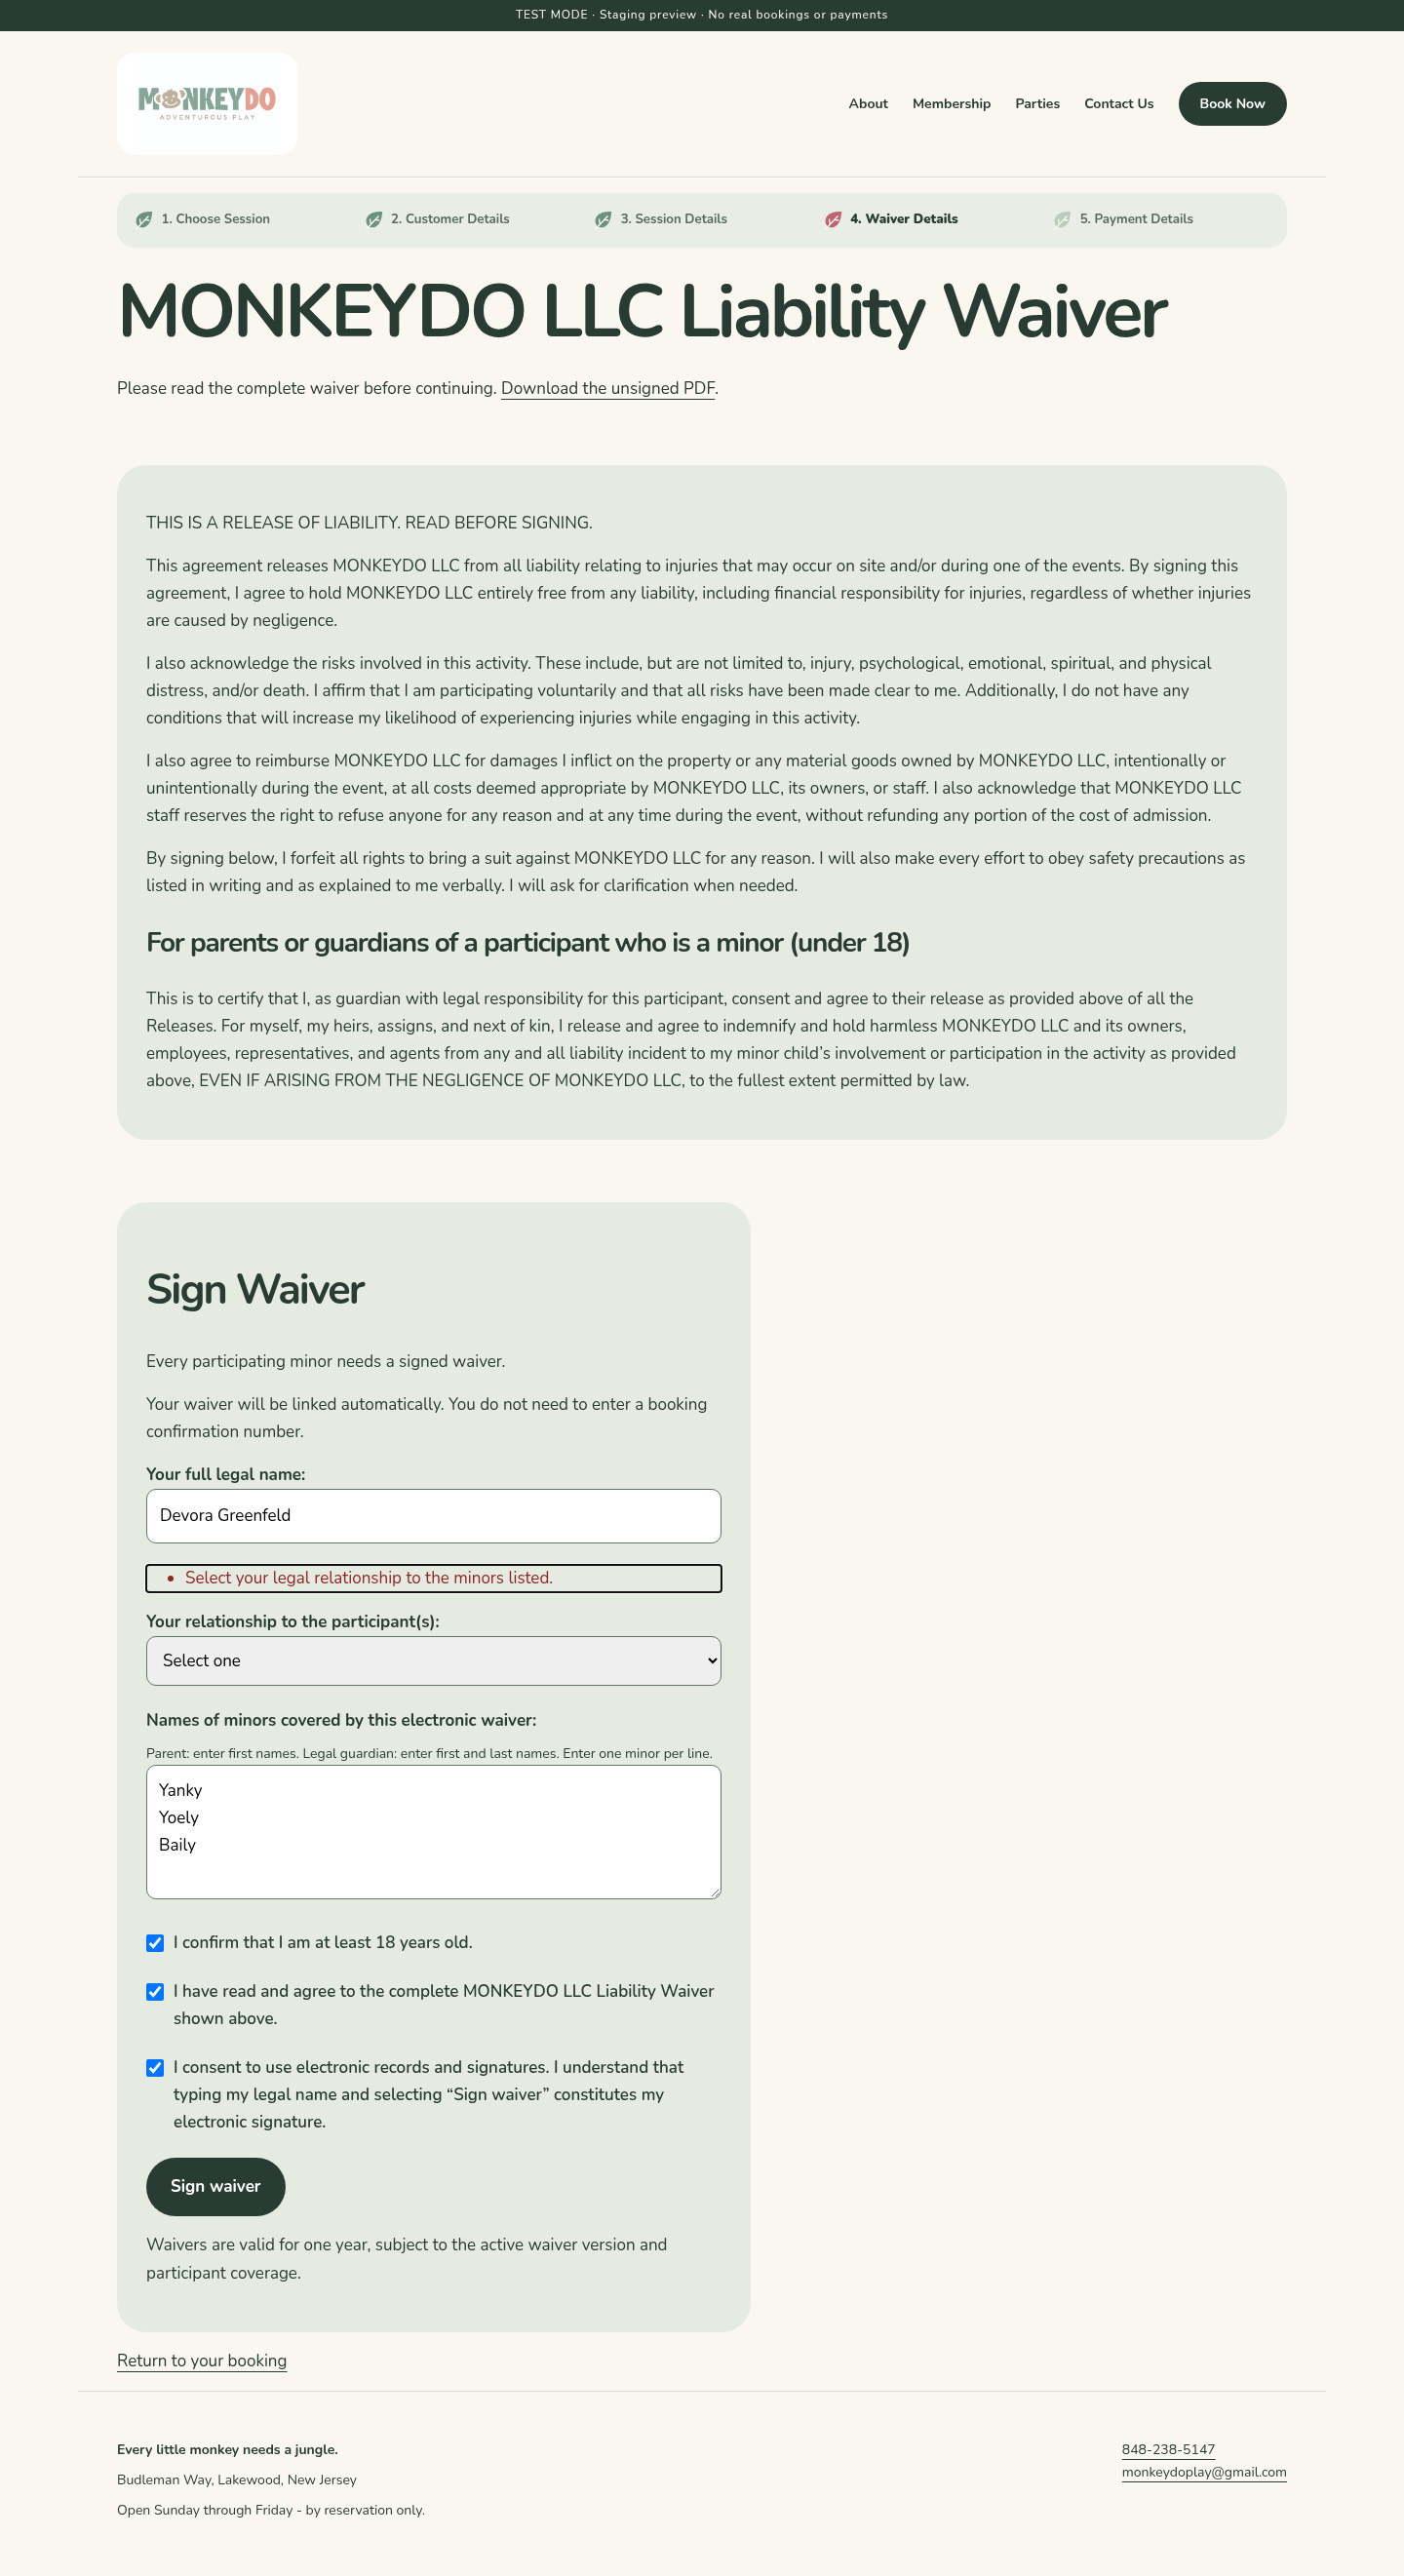 TEST MODE · Staging preview · No real bookings or payments
MONKEYDO
ADVENTUROUS PLAY
About Membership Parties Contact Us Book Now
1. Choose Session 2. Customer Details 3. Session Details 4. Waiver Details 5. Payment Details
MONKEYDO LLC Liability Waiver
Please read the complete waiver before continuing. Download the unsigned PDF.
THIS IS A RELEASE OF LIABILITY. READ BEFORE SIGNING.
This agreement releases MONKEYDO LLC from all liability relating to injuries that may occur on site and/or during one of the events. By signing this
agreement, I agree to hold MONKEYDO LLC entirely free from any liability, including financial responsibility for injuries, regardless of whether injuries
are caused by negligence.
I also acknowledge the risks involved in this activity. These include, but are not limited to, injury, psychological, emotional, spiritual, and physical
distress, and/or death. I affirm that I am participating voluntarily and that all risks have been made clear to me. Additionally, I do not have any
conditions that will increase my likelihood of experiencing injuries while engaging in this activity.
I also agree to reimburse MONKEYDO LLC for damages I inflict on the property or any material goods owned by MONKEYDO LLC, intentionally or
unintentionally during the event, at all costs deemed appropriate by MONKEYDO LLC, its owners, or staff. I also acknowledge that MONKEYDO LLC
staff reserves the right to refuse anyone for any reason and at any time during the event, without refunding any portion of the cost of admission.
By signing below, I forfeit all rights to bring a suit against MONKEYDO LLC for any reason. I will also make every effort to obey safety precautions as
listed in writing and as explained to me verbally. I will ask for clarification when needed.
For parents or guardians of a participant who is a minor (under 18)
This is to certify that I, as guardian with legal responsibility for this participant, consent and agree to their release as provided above of all the
Releases. For myself, my heirs, assigns, and next of kin, I release and agree to indemnify and hold harmless MONKEYDO LLC and its owners,
employees, representatives, and agents from any and all liability incident to my minor child’s involvement or participation in the activity as provided
above, EVEN IF ARISING FROM THE NEGLIGENCE OF MONKEYDO LLC, to the fullest extent permitted by law.
Sign Waiver
Every participating minor needs a signed waiver.
Your waiver will be linked automatically. You do not need to enter a booking
confirmation number.
Your full legal name:
Devora Greenfeld
• Select your legal relationship to the minors listed.
Your relationship to the participant(s):
Select one
Names of minors covered by this electronic waiver:
Parent: enter first names. Legal guardian: enter first and last names. Enter one minor per line.
Yanky
Yoely
Baily
I confirm that I am at least 18 years old.
I have read and agree to the complete MONKEYDO LLC Liability Waiver
shown above.
I consent to use electronic records and signatures. I understand that
typing my legal name and selecting “Sign waiver” constitutes my
electronic signature.
Sign waiver
Waivers are valid for one year, subject to the active waiver version and
participant coverage.
Return to your booking
Every little monkey needs a jungle.
Budleman Way, Lakewood, New Jersey
Open Sunday through Friday - by reservation only.
848-238-5147
monkeydoplay@gmail.com